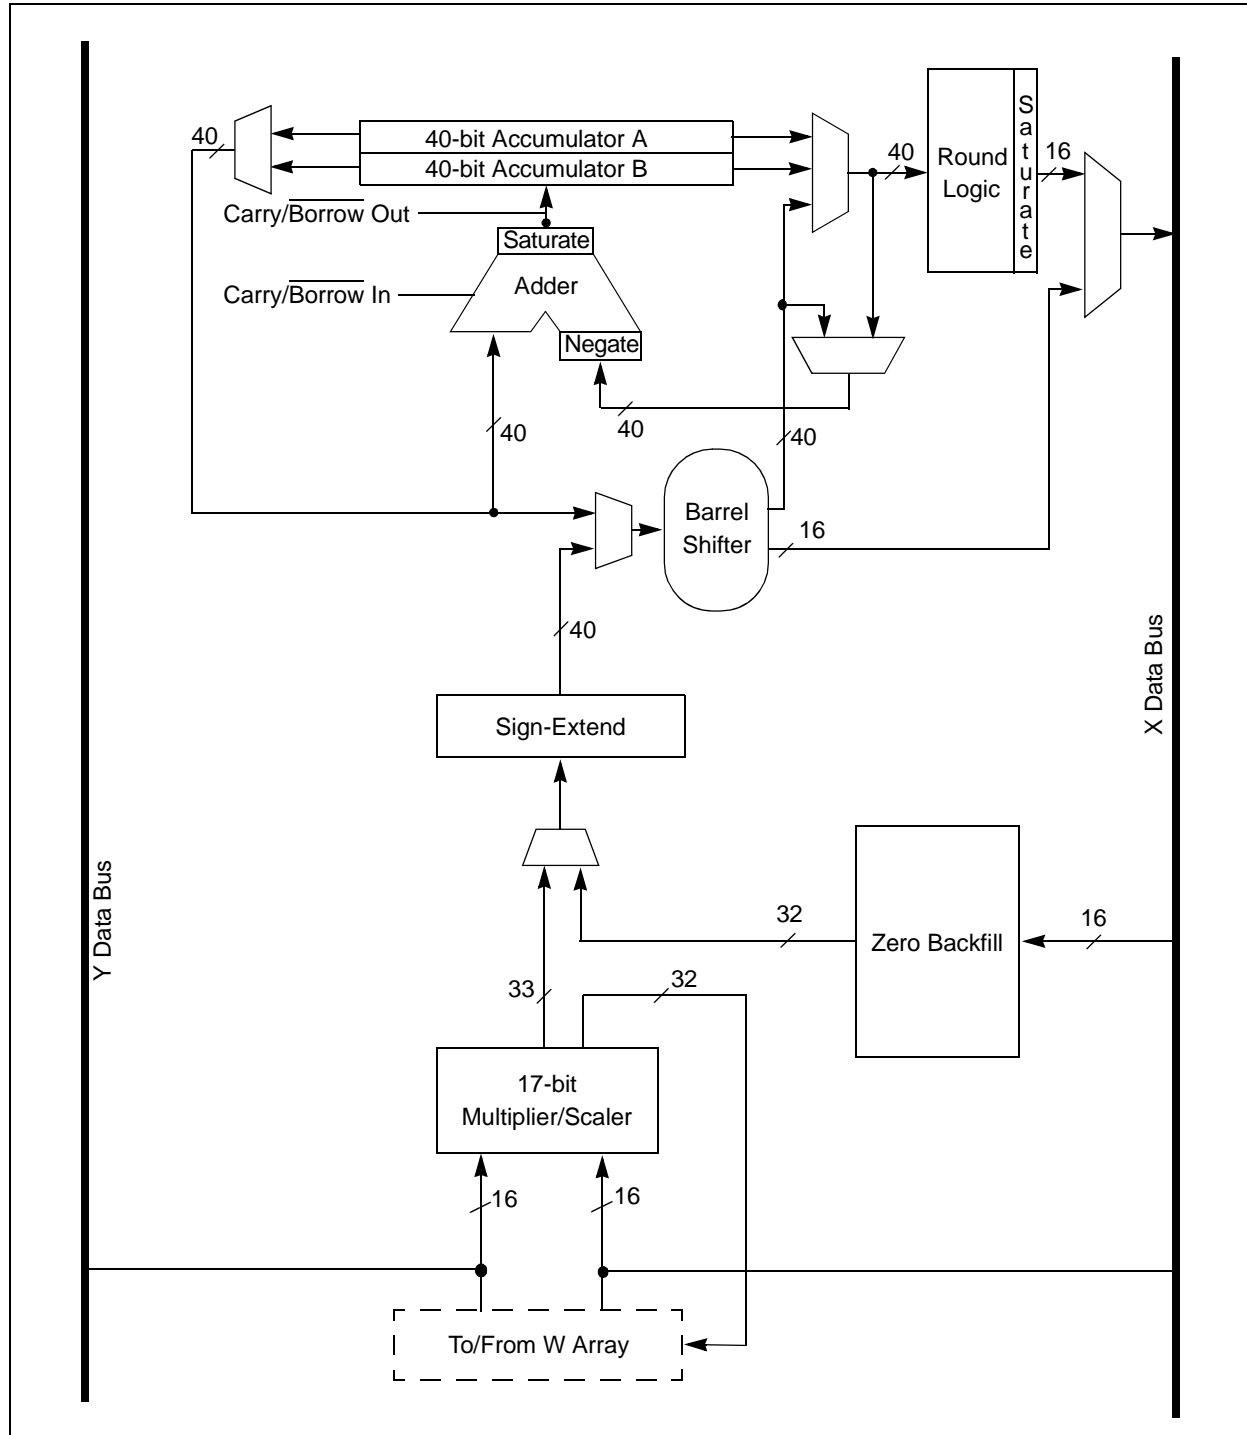 40
40-bit Accumulator A
40-bit Accumulator B
40
Round
Logic
Saturate
16
Carry/Borrow Out
Saturate
Carry/Borrow In
Adder
Negate
40
40
40
Barrel
Shifter
16
40
Sign-Extend
X Data Bus
Y Data Bus
32
Zero Backfill
16
33
32
17-bit
Multiplier/Scaler
16
16
To/From W Array